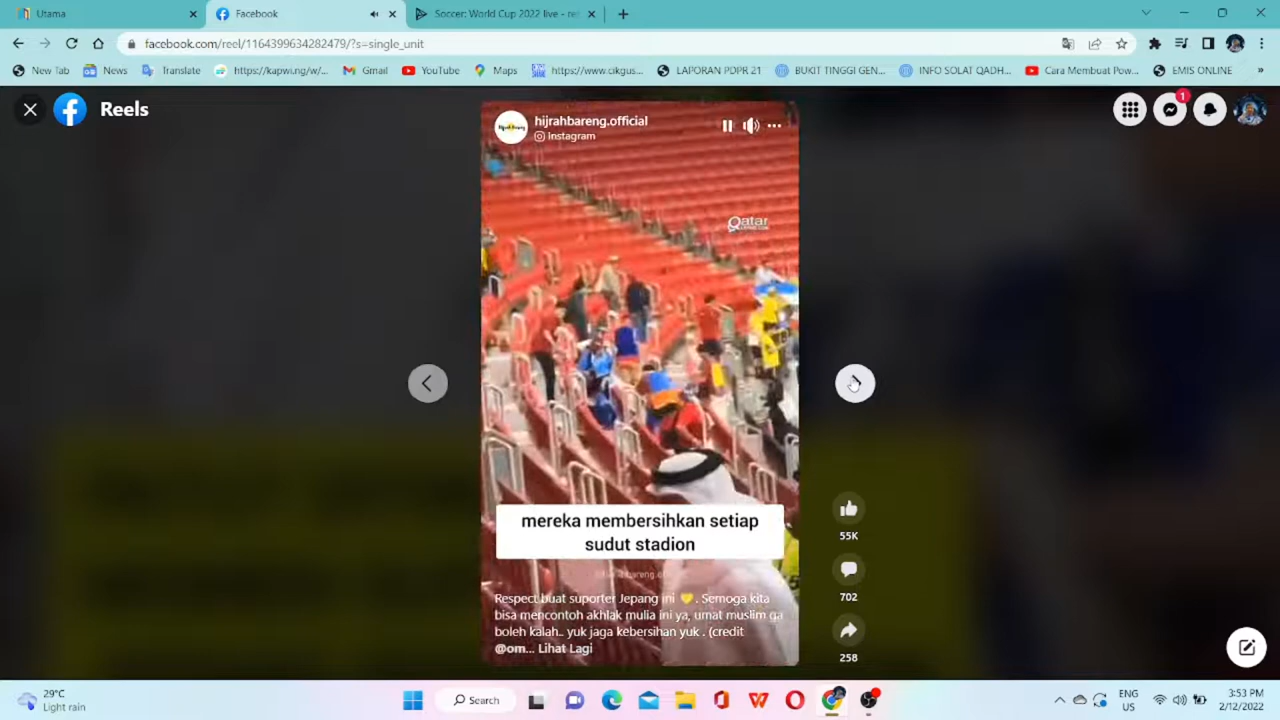 Utama
Facebook
Soccer: World Cup 2022 live - re
facebook.com/reel/1164399634282479/?s=single_unit
New Tab
News
Translate
https://kapwi.ng/w/...
Gmail
YouTube
Maps
https://www.cikgus...
LAPORAN PDPR 21
BUKIT TINGGI GEN...
INFO SOLAT QADH...
Cara Membuat Pow...
EMIS ONLINE
»
Reels
1
hijrahbareng.official
Instagram
Qatar
mereka membersihkan setiap
sudut stadion
Respect buat suporter Jepang ini 💛. Semoga kita
bisa mencontoh akhlak mulia ini ya, umat muslim ga
boleh kalah.. yuk jaga kebersihan yuk . (credit
@om... Lihat Lagi
55K
702
258
29°C
Light rain
Search
ENG
US
3:53 PM
2/12/2022